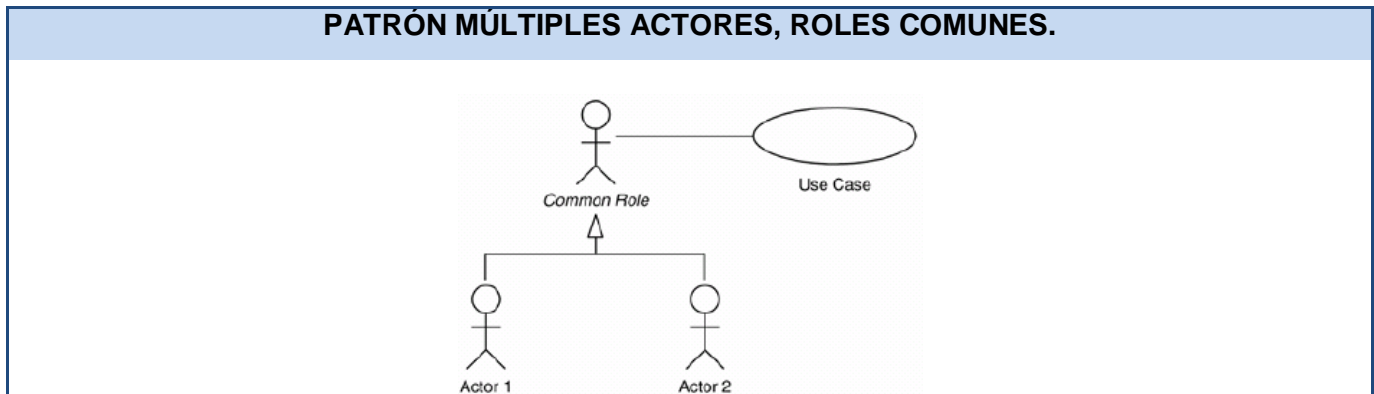 PATRÓN MÚLTIPLES ACTORES, ROLES COMUNES.
Use Case
Common Role
Actor 1
Actor 2